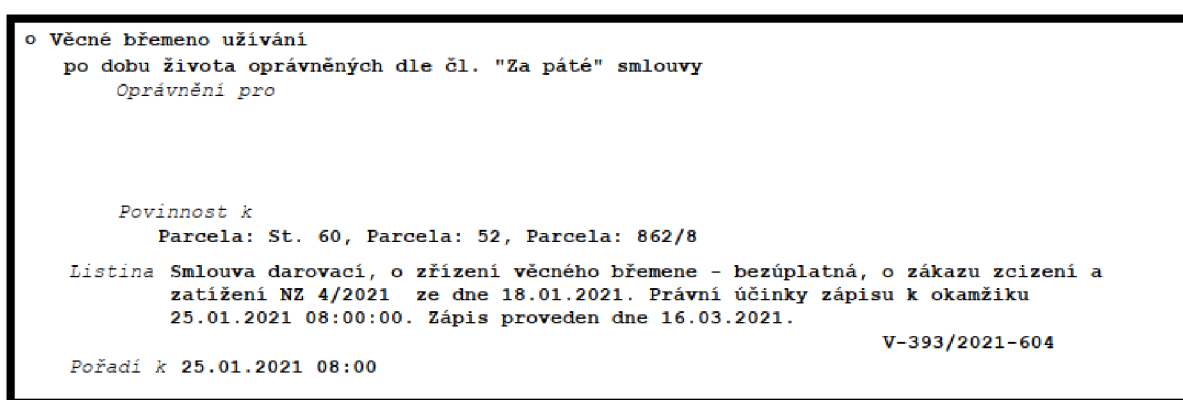 o Věcné břemeno užívání
po dobu života oprávněných dle čl. "Za páté" smlouvy
Oprávnění pro
Povinnost k
Parcela: St. 60, Parcela: 52, Parcela: 862/8
Listina Smlouva darovací, o zřízení věcného břemene - bezúplatná, o zákazu zcizení a
zatížení NZ 4/2021 ze dne 18.01.2021. Právní účinky zápisu k okamžiku
25.01.2021 08:00:00. Zápis proveden dne 16.03.2021.
V-393/2021-604
Pořadí k 25.01.2021 08:00